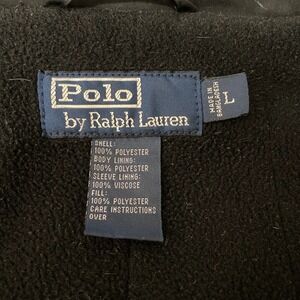 Polo
by Ralph Lauren
MADE IN
BANGLADESH
L
SHELL:
100% POLYESTER
BODY LINING:
100% POLYESTER
SLEEVE LINING:
100% VISCOSE
FILL:
100% POLYESTER
CARE INSTRUCTIONS
OVER